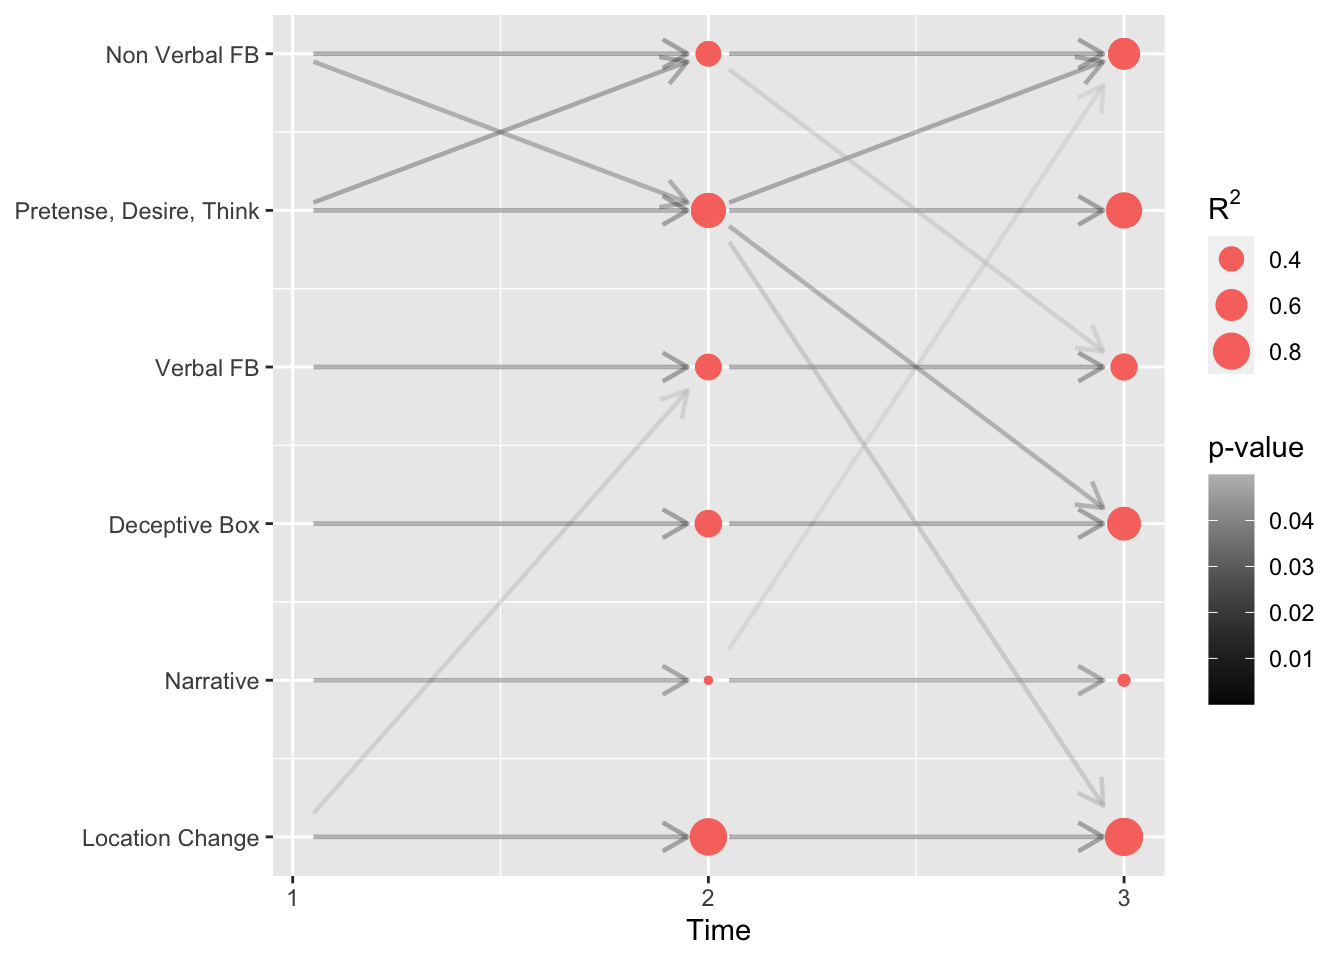 Non Verbal FB
Pretense, Desire, Think
Verbal FB
Deceptive Box
Narrative
Location Change
1
2
3
Time
R²
0.4
0.6
0.8
p-value
0.04
0.03
0.02
0.01